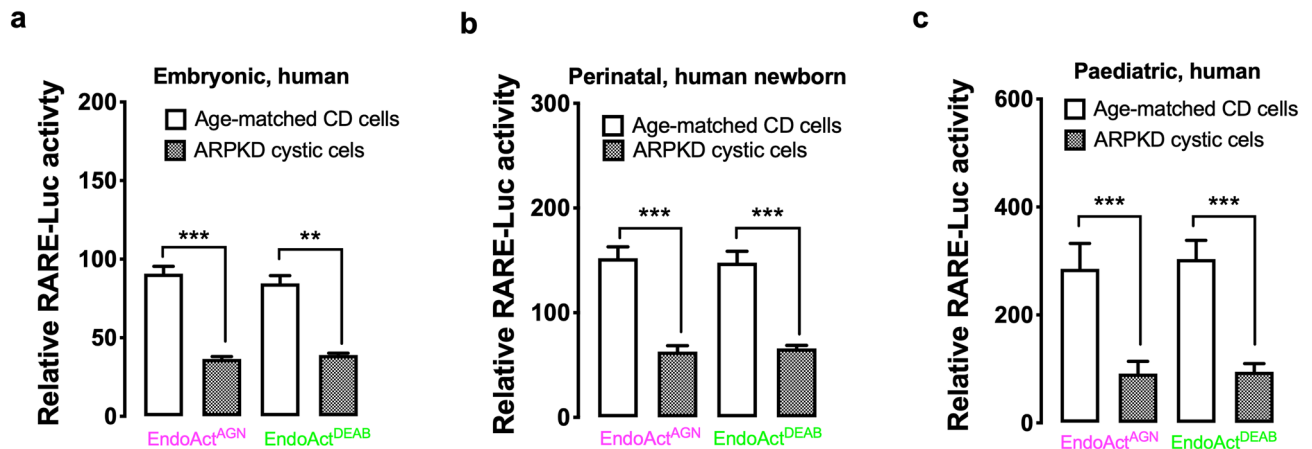 a
Embryonic, human
Relative RARE-Luc activty
200
150
100
50
0
Age-matched CD cells
ARPKD cystic cels
***
**
EndoAct^AGN
EndoAct^DEAB
b
Perinatal, human newborn
Relative RARE-Luc activity
300
200
100
0
Age-matched CD cells
ARPKD cystic cells
***
***
EndoAct^AGN
EndoAct^DEAB
c
Paediatric, human
Relative RARE-Luc activity
600
400
200
0
Age-matched CD cells
ARPKD cystic cells
***
***
EndoAct^AGN
EndoAct^DEAB